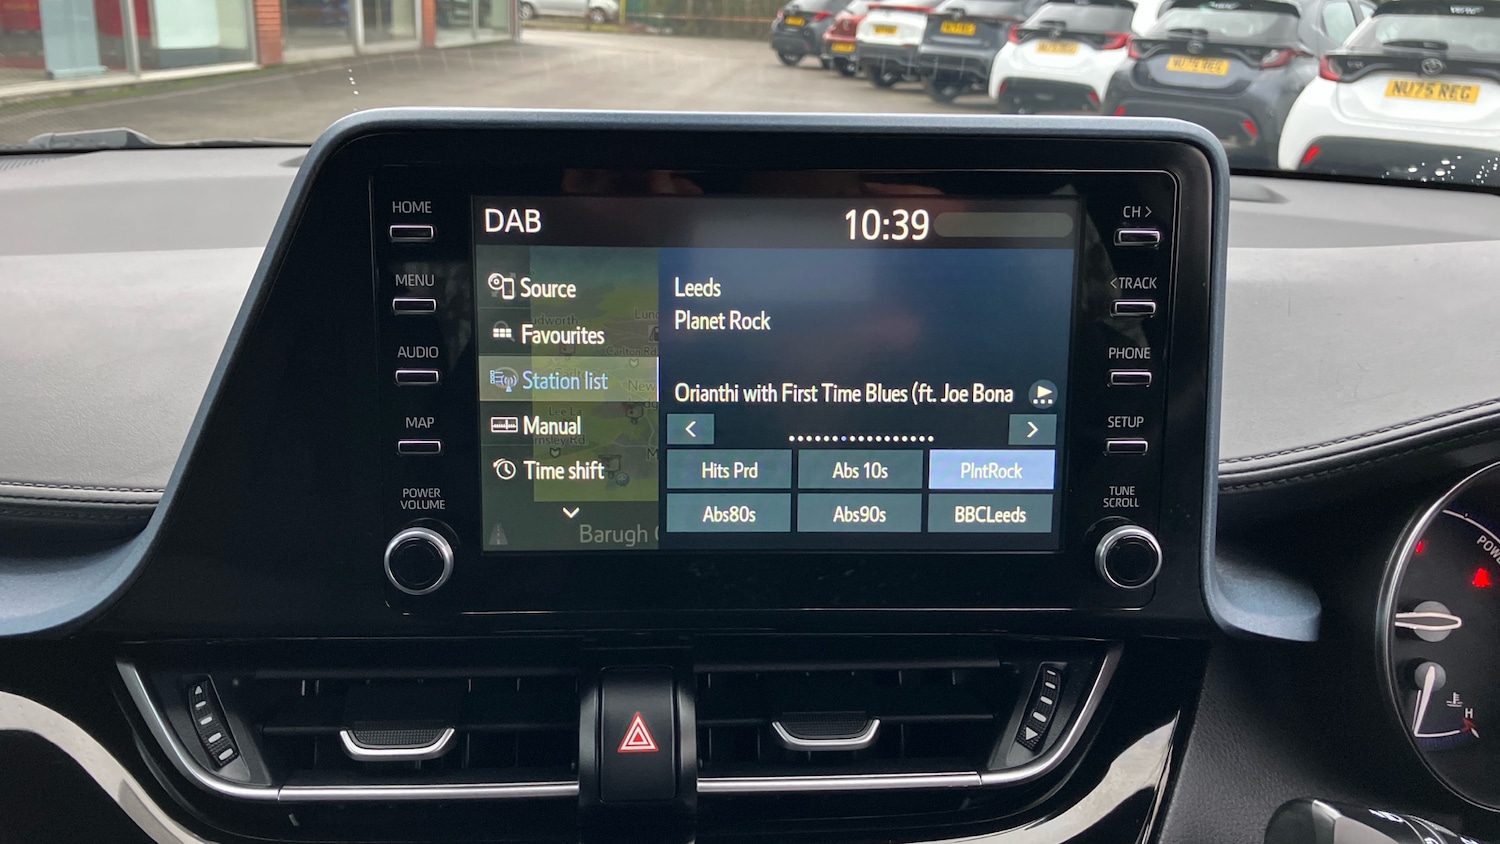 NU75 REG
NU75 REG
HOME
MENU
AUDIO
MAP
POWER
VOLUME
DAB
10:39
Source
Favourites
Station list
Manual
Time shift
Barugh
Leeds
Planet Rock
Orianthi with First Time Blues (ft. Joe Bona
<
>
Hits Prd
Abs 10s
PlntRock
Abs80s
Abs90s
BBCLeeds
CH >
<TRACK
PHONE
SETUP
TUNE
SCROLL
H